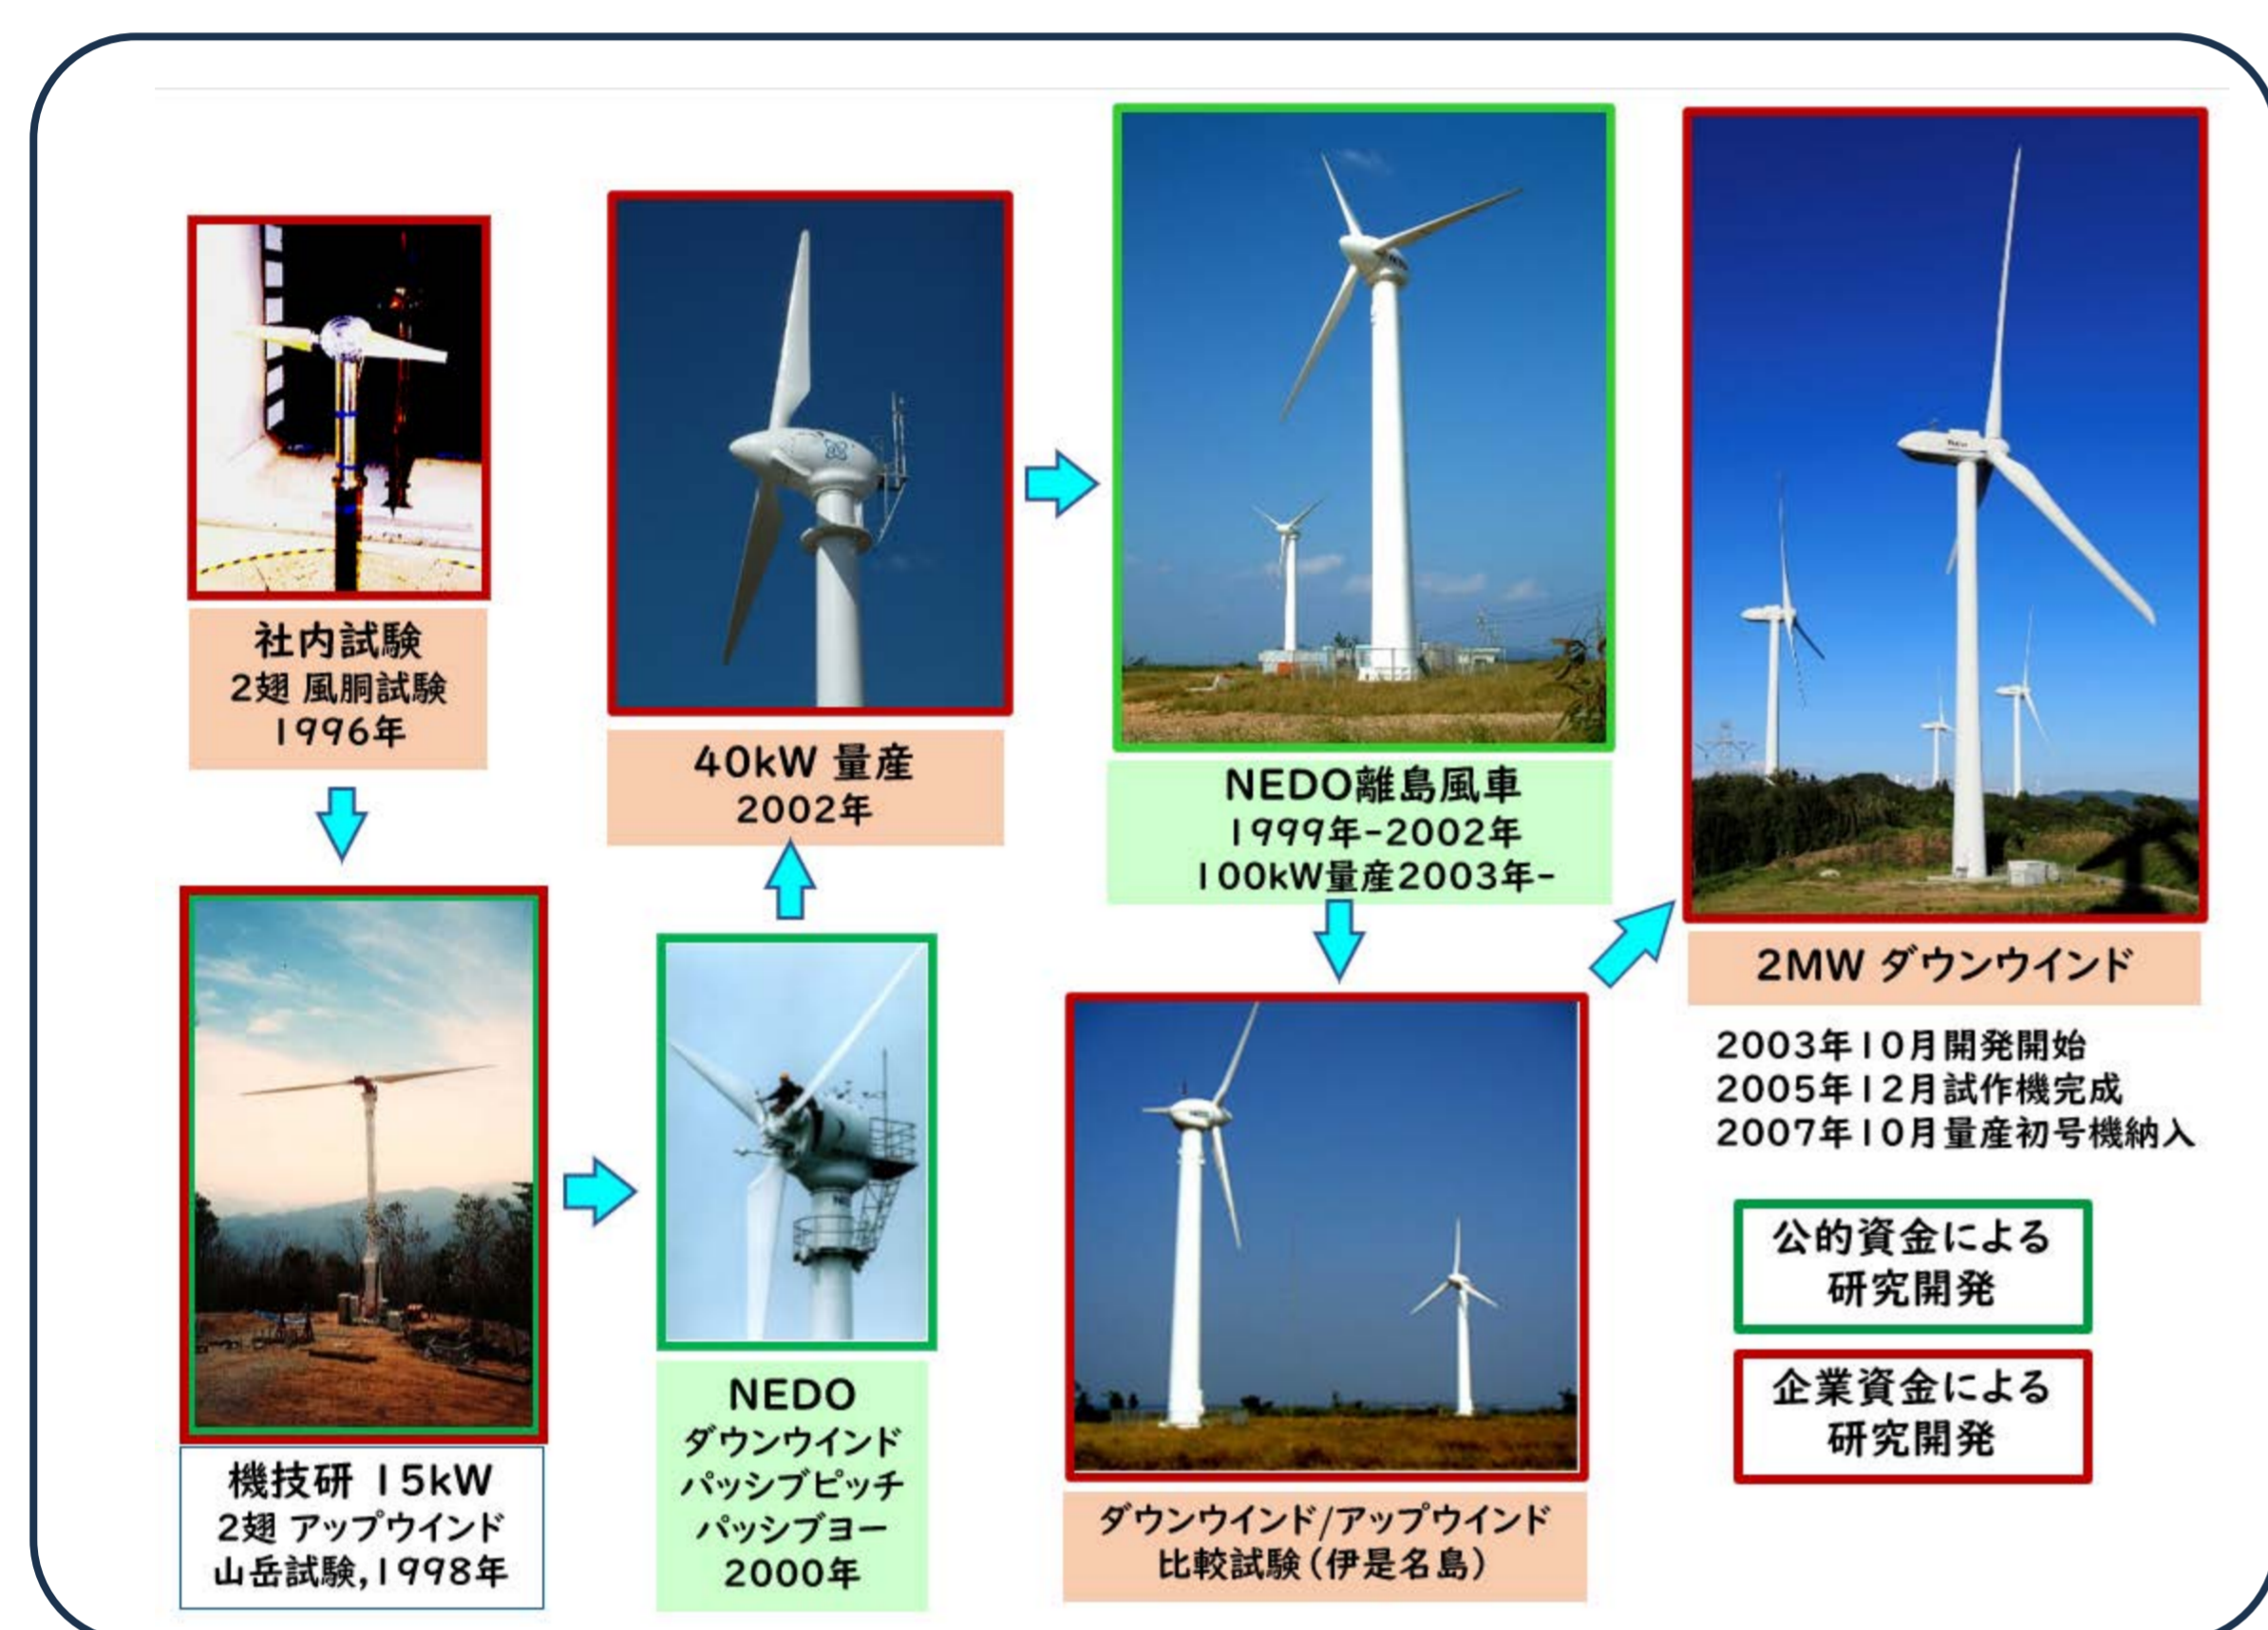 社内試験
2翅 風胴試験
1996年
機技研 15kW
2翅 アップウインド
山岳試験,1998年
NEDO
ダウンウインド
パッシブピッチ
パッシブヨー
2000年
40kW 量産
2002年
NEDO離島風車
1999年-2002年
100kW量産2003年-
ダウンウインド/アップウインド
比較試験(伊是名島)
2MW ダウンウインド
2003年10月開発開始
2005年12月試作機完成
2007年10月量産初号機納入
公的資金による
研究開発
企業資金による
研究開発